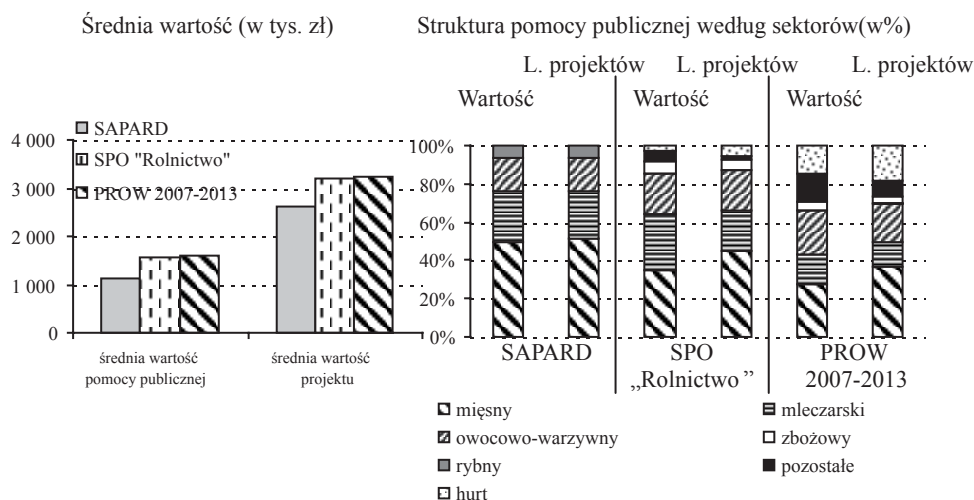 Średnia wartość (w tys. zł)
SAPARD
SPO "Rolnictwo"
PROW 2007-2013
4 000
3 000
2 000
1 000
0
średnia wartość
pomocy publicznej
średnia wartość
projektu
Struktura pomocy publicznej według sektorów(w%)
L. projektów
L. projektów
L. projektów
Wartość
Wartość
Wartość
100%
80%
60%
40%
20%
0%
SAPARD
SPO
„Rolnictwo ”
PROW
2007-2013
mięsny
mleczarski
owocowo-warzywny
zbożowy
rybny
pozostałe
hurt